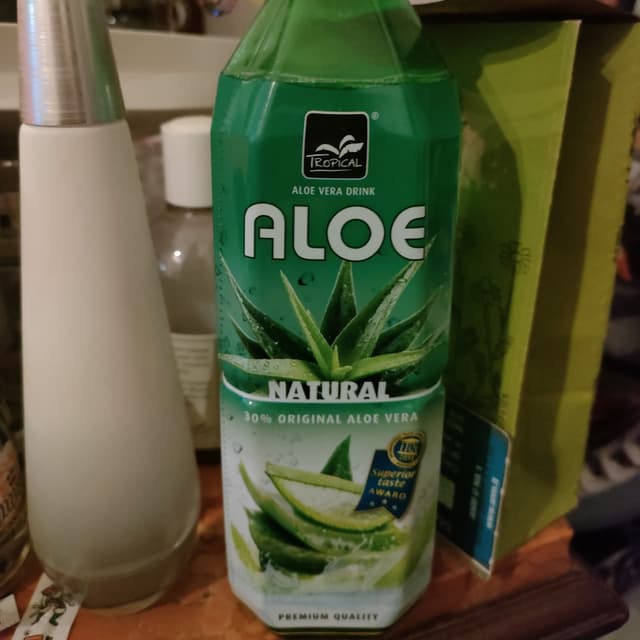 TROPICAL
®
ALOE VERA DRINK
ALOE
NATURAL
30% ORIGINAL ALOE VERA
Superior
taste
AWARD
PREMIUM QUALITY